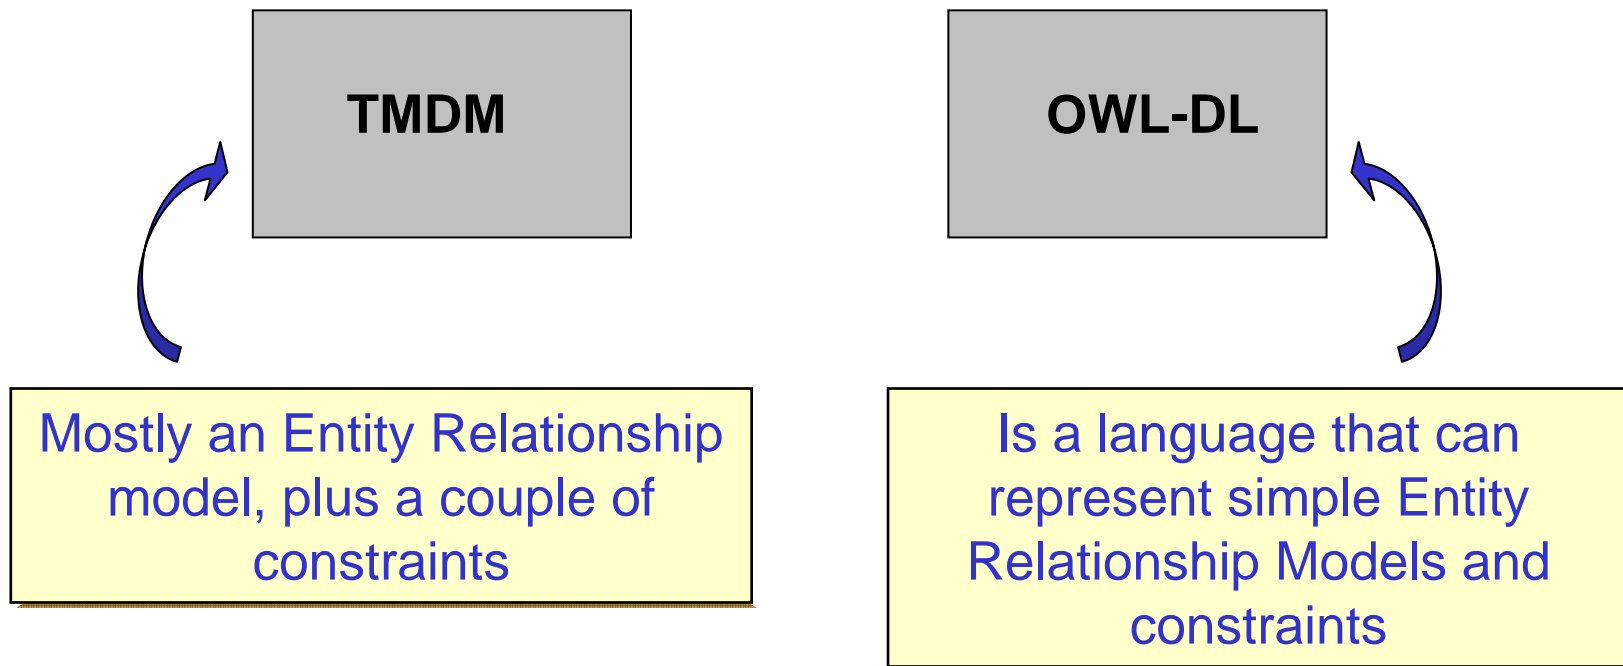 TMDM
OWL-DL
Mostly an Entity Relationship
model, plus a couple of
constraints
Is a language that can
represent simple Entity
Relationship Models and
constraints